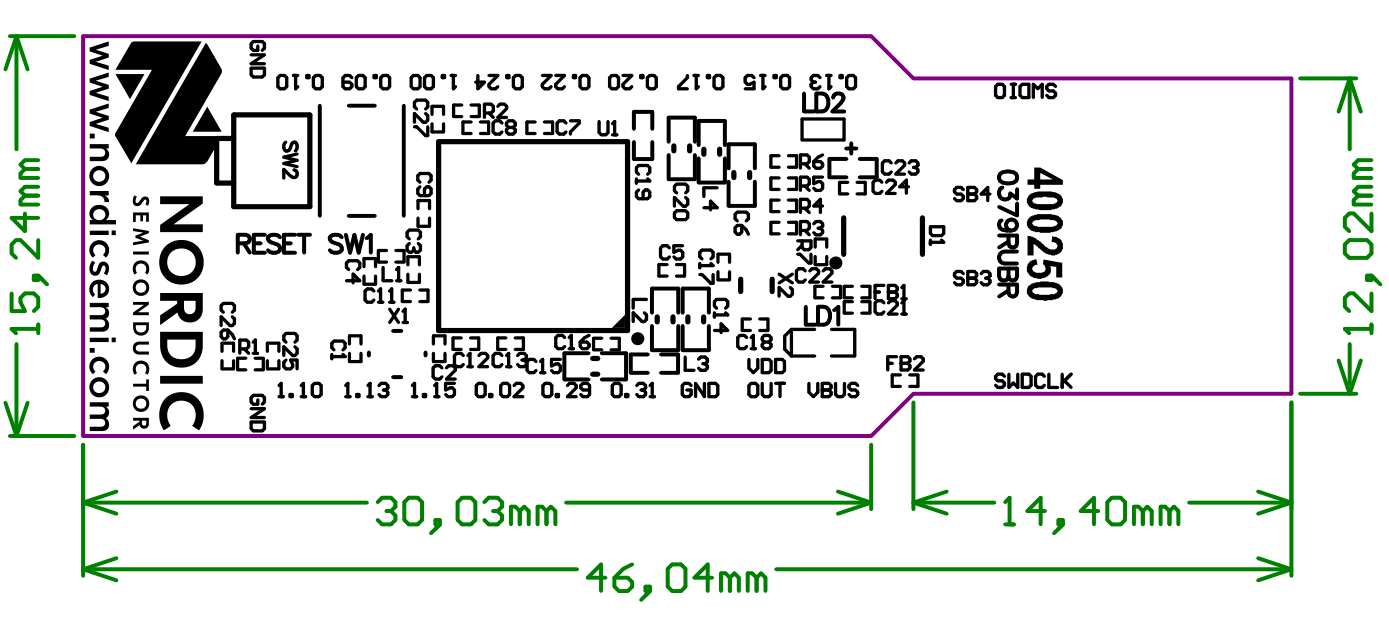 GND
0.10 0.09 1.00 0.24 0.22 0.20 0.17 0.15 0.13
SWDIO
LD2
C27 R2
C8 C7 U1
SW2
C19 C20 L4 C6
R6 C23
R5 C24
R4
R3
SB4
C9
RESET SW1
C3
C4 L1
C11
X1
C5
C17
X2
R7
C22
D1
FB1
C21
SB3
0379RUBR
400250
L2
C14
LD1
C18
C26
R1
C25
C1
C2
C12 C13
C16
C15
L3
VDD
FB2
1.10 1.13 1.15 0.02 0.29 0.31 GND OUT VBUS
SWDCLK
GND
www.nordicsemi.com
SEMICONDUCTOR
NORDIC
15,24mm
12,02mm
30,03mm
14,40mm
46,04mm